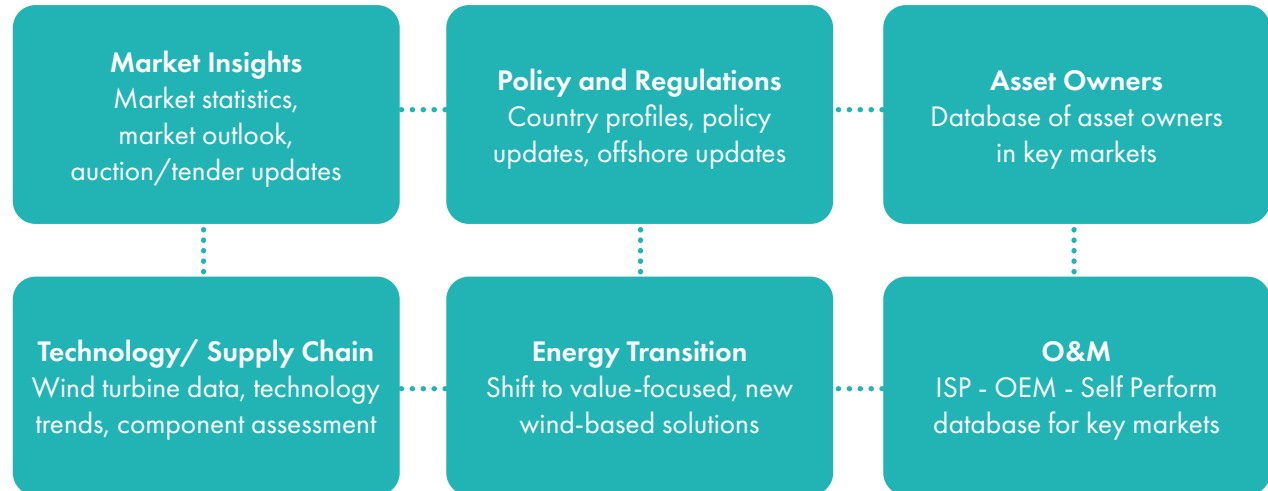 Market Insights
Market statistics,
market outlook,
auction/tender updates
Policy and Regulations
Country profiles, policy
updates, offshore updates
Asset Owners
Database of asset owners
in key markets
Technology/ Supply Chain
Wind turbine data, technology
trends, component assessment
Energy Transition
Shift to value-focused, new
wind-based solutions
O&M
ISP - OEM - Self Perform
database for key markets